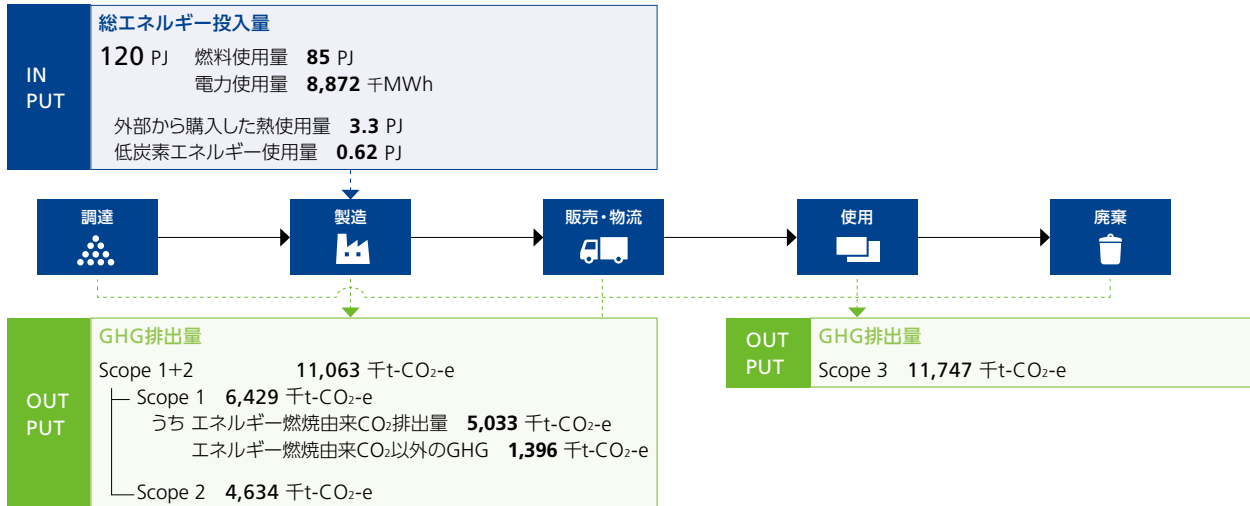 IN
PUT
総エネルギー投入量
120 PJ 燃料使用量 85 PJ
電力使用量 8,872 千MWh
外部から購入した熱使用量 3.3 PJ
低炭素エネルギー使用量 0.62 PJ
調達
製造
販売・物流
使用
廃棄
OUT
PUT
GHG排出量
Scope 1+2 11,063 千t-CO₂-e
Scope 1 6,429 千t-CO₂-e
うち エネルギー燃焼由来CO₂排出量 5,033 千t-CO₂-e
エネルギー燃焼由来CO₂以外のGHG 1,396 千t-CO₂-e
Scope 2 4,634 千t-CO₂-e
OUT
PUT
GHG排出量
Scope 3 11,747 千t-CO₂-e